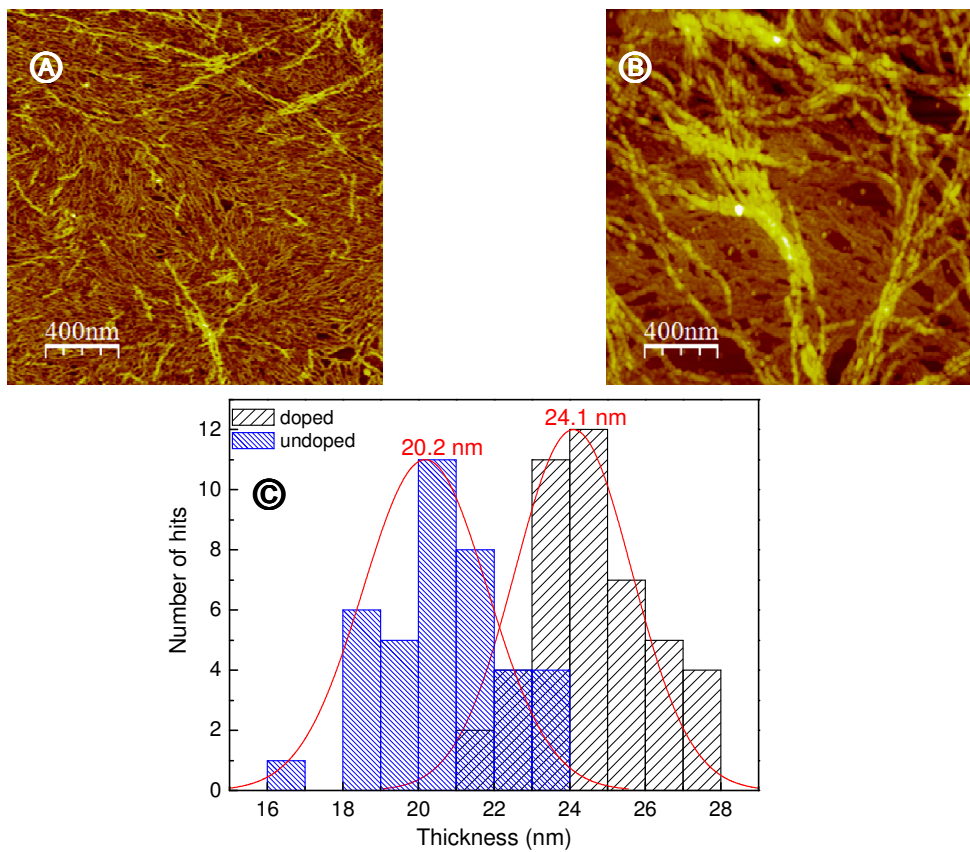 A
B
400nm
400nm
doped
undoped
20.2 nm
24.1 nm
C
12
10
8
6
4
2
0
Number of hits
16 18 20 22 24 26 28
Thickness (nm)